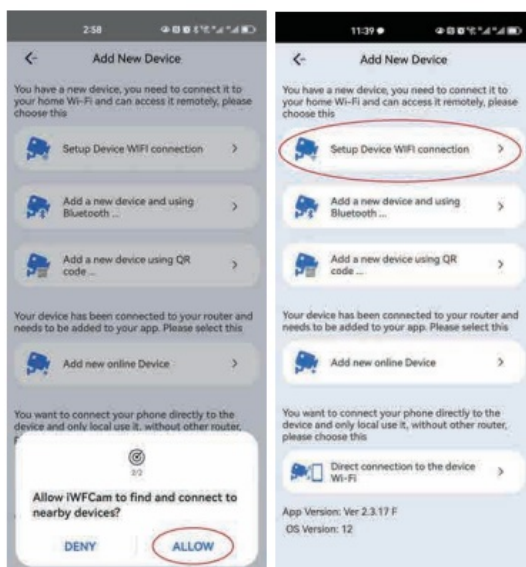 2:58
Add New Device
You have a new device, you need to connect it to
your home Wi-Fi and can access it remotely, please
choose this
Setup Device WIFI connection
Add a new device and using
Bluetooth ...
Add a new device using QR
code ...
Your device has been connected to your router and
needs to be added to your app. Please select this
Add new online Device
You want to connect your phone directly to the
device and only local use it, without other router,
2/2
Allow iWFCam to find and connect to
nearby devices?
DENY
ALLOW
11:39
Add New Device
You have a new device, you need to connect it to
your home Wi-Fi and can access it remotely, please
choose this
Setup Device WIFI connection
Add a new device and using
Bluetooth ...
Add a new device using QR
code ...
Your device has been connected to your router and
needs to be added to your app. Please select this
Add new online Device
You want to connect your phone directly to the
device and only local use it, without other router,
please choose this
Direct connection to the device
Wi-Fi
App Version: Ver 2.3.17 F
OS Version: 12